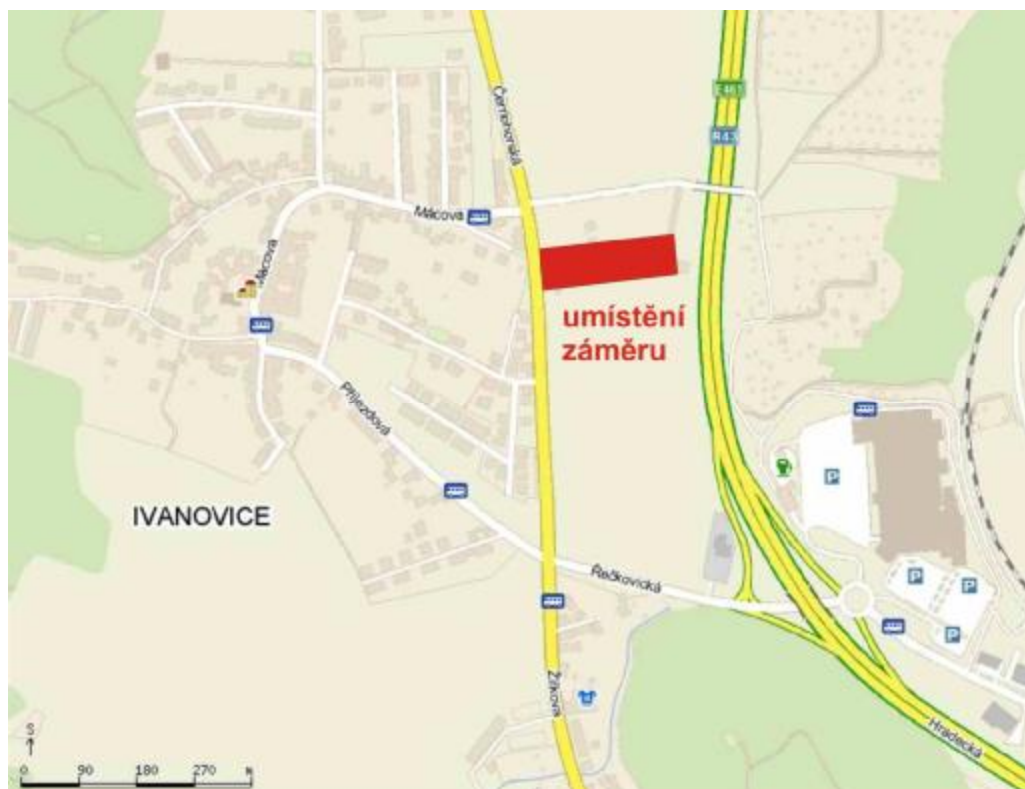 Černohorská
E461
R43
Mácova
Mácova
umístění
záměru
Příjezdová
P
IVANOVICE
P
P
P
Řečkovická
Žilkova
Hradecká
S
0 90 180 270 M